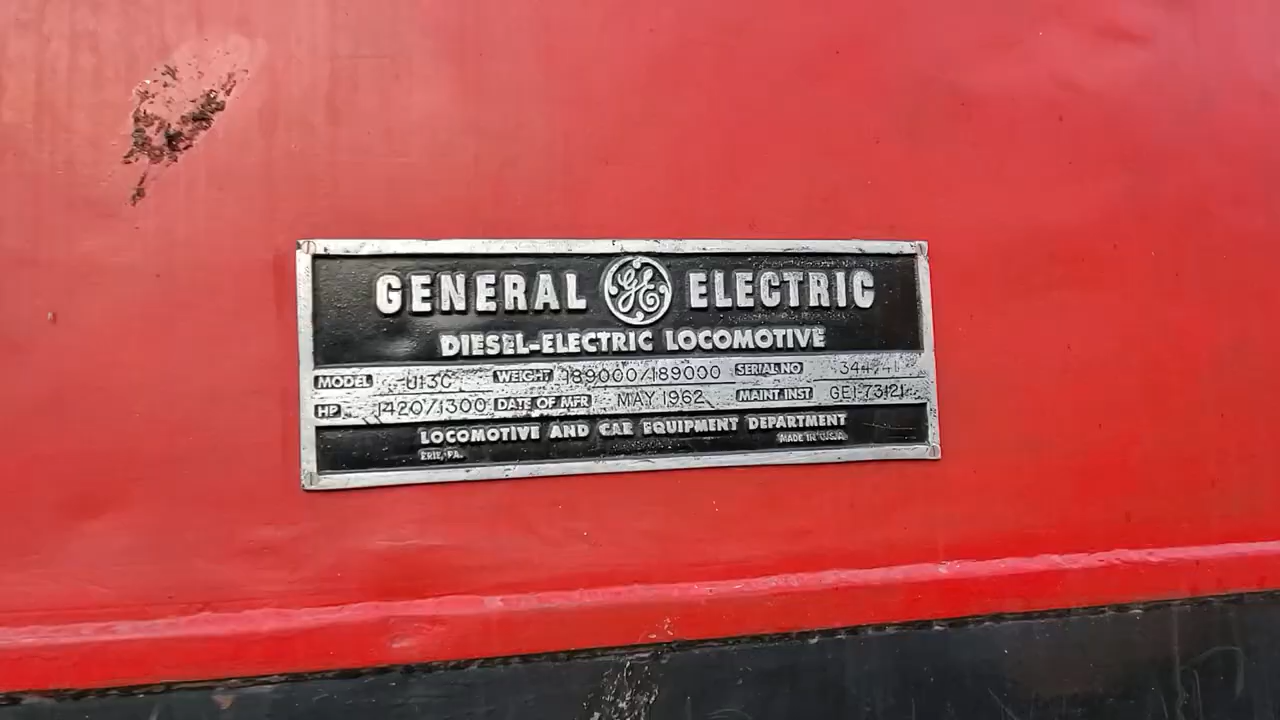 GENERAL GE ELECTRIC
DIESEL-ELECTRIC LOCOMOTIVE
MODEL U13C WEIGHT 189000/189000 SERIAL NO
HP 1420/1300 DATE OF MFR MAY 1962 MAINT INST GEI-73121
LOCOMOTIVE AND CAR EQUIPMENT DEPARTMENT
ERIE, PA. MADE IN U.S.A.